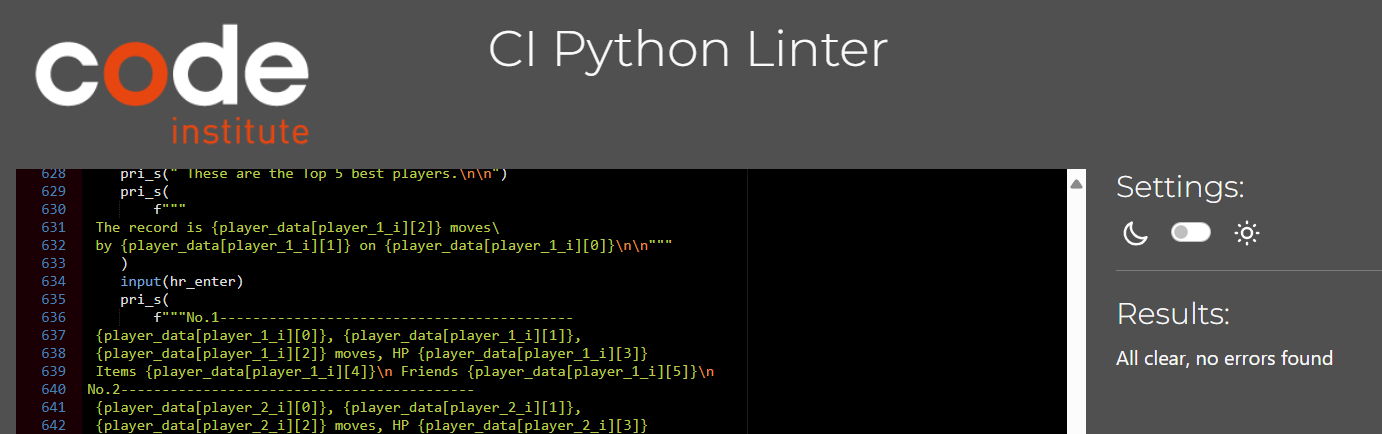 code
institute
CI Python Linter
628 pri_s(" These are the Top 5 best players.\n\n")
629 pri_s(
630 f"""
631 The record is {player_data[player_1_i][2]} moves\
632 by {player_data[player_1_i][1]} on {player_data[player_1_i][0]}\n\n"""
633 )
634 input(hr_enter)
635 pri_s(
636 f"""No.1-------------------------------------------
637 {player_data[player_1_i][0]}, {player_data[player_1_i][1]},
638 {player_data[player_1_i][2]} moves, HP {player_data[player_1_i][3]}
639 Items {player_data[player_1_i][4]}\n Friends {player_data[player_1_i][5]}\n
640 No.2-------------------------------------------
641 {player_data[player_2_i][0]}, {player_data[player_2_i][1]},
642 {player_data[player_2_i][2]} moves, HP {player_data[player_2_i][3]}
Settings:
Results:
All clear, no errors found